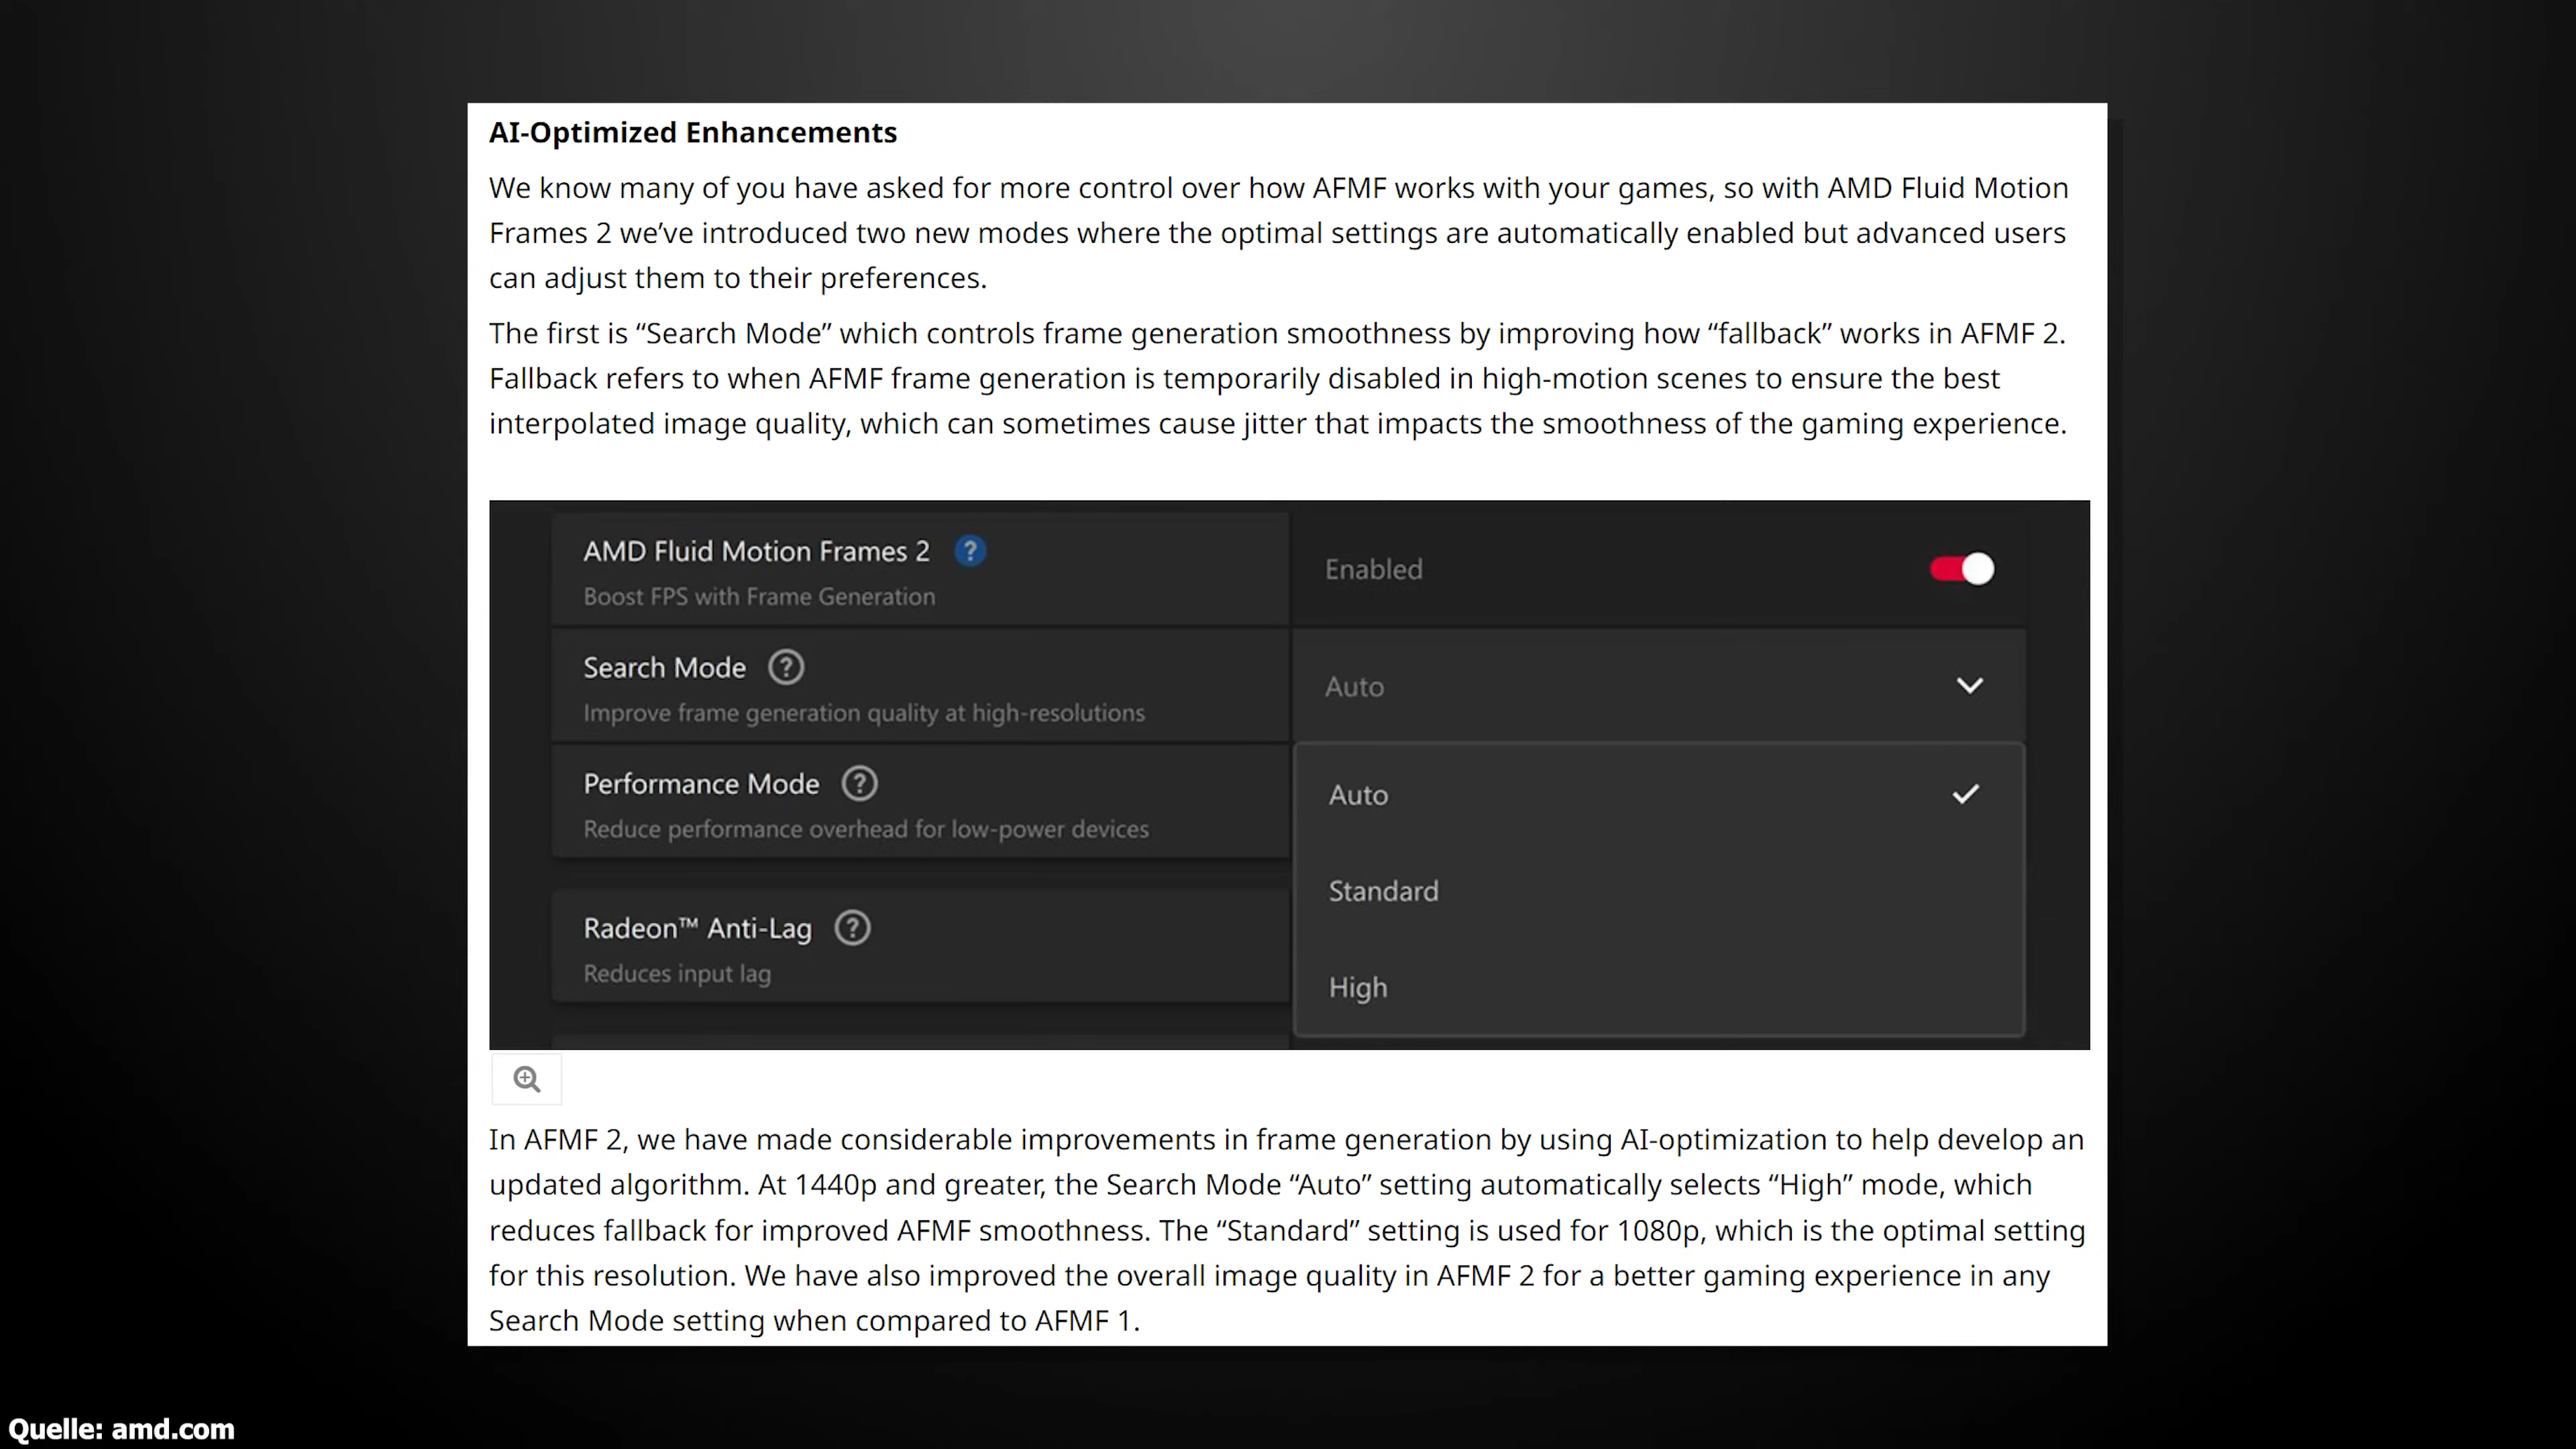 AI-Optimized Enhancements
We know many of you have asked for more control over how AFMF works with your games, so with AMD Fluid Motion
Frames 2 we’ve introduced two new modes where the optimal settings are automatically enabled but advanced users
can adjust them to their preferences.
The first is “Search Mode” which controls frame generation smoothness by improving how “fallback” works in AFMF 2.
Fallback refers to when AFMF frame generation is temporarily disabled in high-motion scenes to ensure the best
interpolated image quality, which can sometimes cause jitter that impacts the smoothness of the gaming experience.
AMD Fluid Motion Frames 2 ?
Boost FPS with Frame Generation
Enabled
Search Mode ?
Improve frame generation quality at high-resolutions
Auto
Performance Mode ?
Reduce performance overhead for low-power devices
Radeon™ Anti-Lag ?
Reduces input lag
Auto
Standard
High
In AFMF 2, we have made considerable improvements in frame generation by using AI-optimization to help develop an
updated algorithm. At 1440p and greater, the Search Mode “Auto” setting automatically selects “High” mode, which
reduces fallback for improved AFMF smoothness. The “Standard” setting is used for 1080p, which is the optimal setting
for this resolution. We have also improved the overall image quality in AFMF 2 for a better gaming experience in any
Search Mode setting when compared to AFMF 1.
Quelle: amd.com